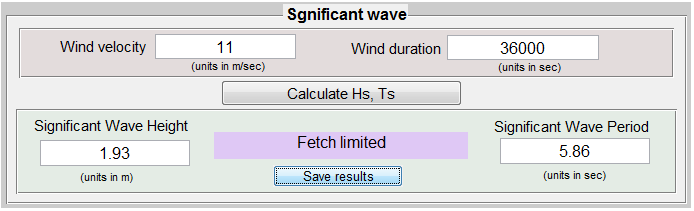 Sgnificant wave
Wind velocity 11 Wind duration 36000
(units in m/sec) (units in sec)
Calculate Hs, Ts
Significant Wave Height Fetch limited Significant Wave Period
1.93 5.86
(units in m) Save results (units in sec)